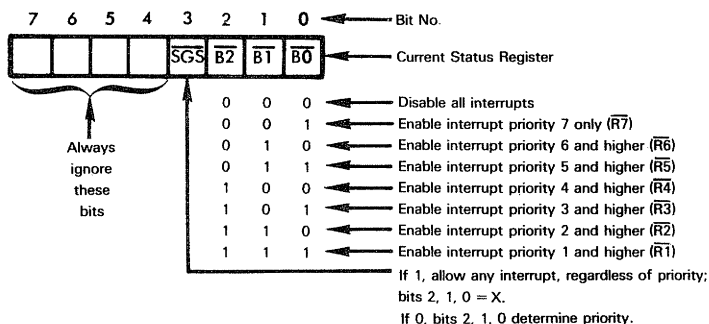 7 6 5 4 3 2 1 0 Bit No.
SGS B2 B1 B0 Current Status Register
0 0 0 Disable all interrupts
0 0 1 Enable interrupt priority 7 only (R7)
0 1 0 Enable interrupt priority 6 and higher (R6)
0 1 1 Enable interrupt priority 5 and higher (R5)
1 0 0 Enable interrupt priority 4 and higher (R4)
1 0 1 Enable interrupt priority 3 and higher (R3)
1 1 0 Enable interrupt priority 2 and higher (R2)
1 1 1 Enable interrupt priority 1 and higher (R1)
Always
ignore
these
bits
If 1, allow any interrupt, regardless of priority;
bits 2, 1, 0 = X.
If 0, bits 2, 1, 0 determine priority.